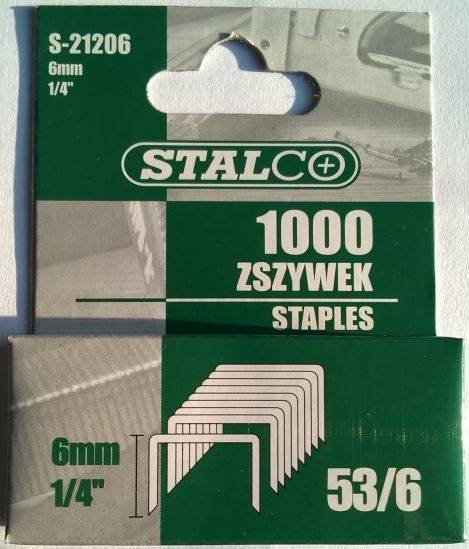 S-21206
6mm
1/4"
STALCO
1000
ZSZYWEK
STAPLES
6mm
1/4"
53/6